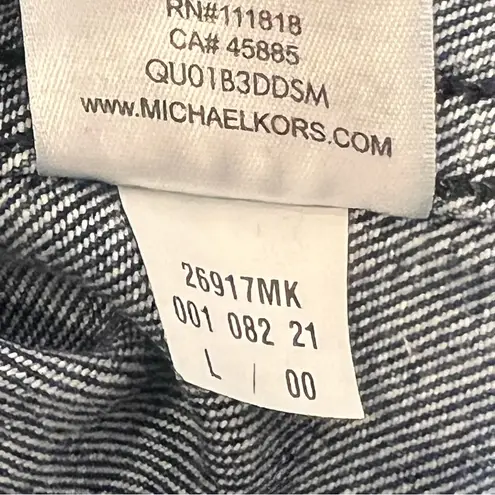 RN#111818
CA# 45885
QU01B3DDSM
www.MICHAELKORS.COM
26917MK
001 082 21
L / 00